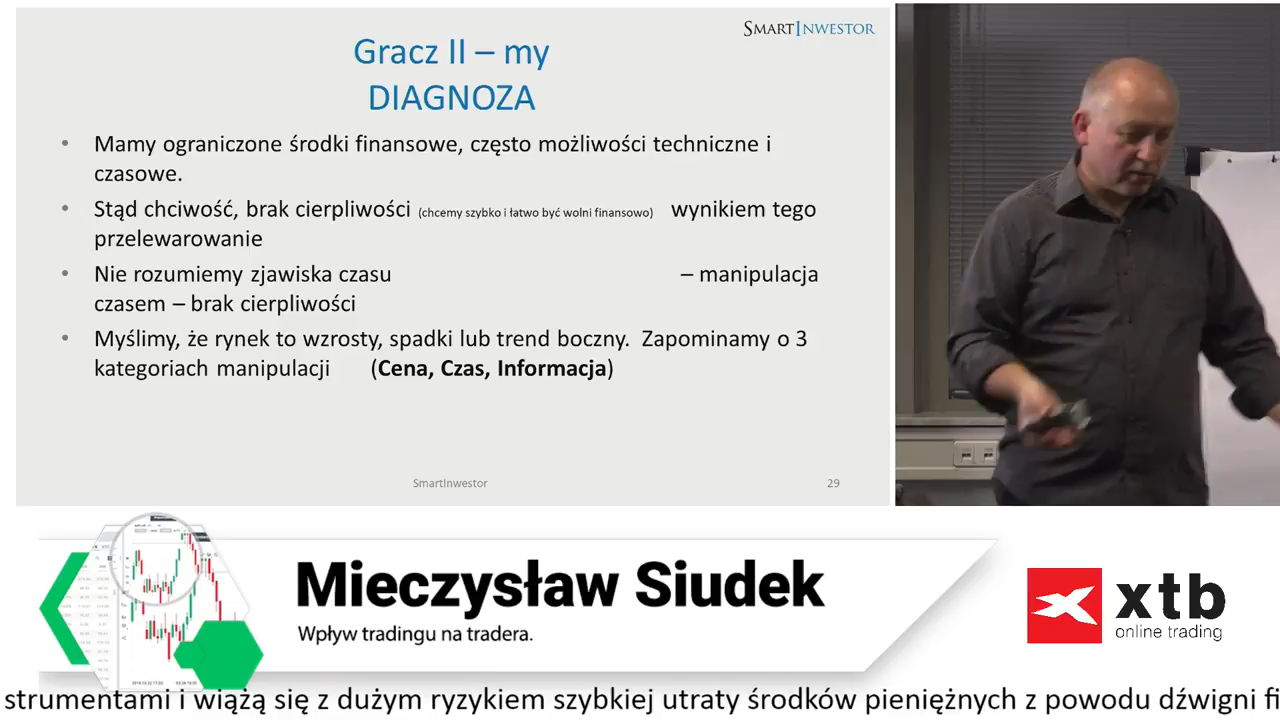 SMARTINWESTOR
Gracz II – my
DIAGNOZA
• Mamy ograniczone środki finansowe, często możliwości techniczne i
czasowe.
• Stąd chciwość, brak cierpliwości (chcemy szybko i łatwo być wolni finansowo) wynikiem tego
przelewarowanie
• Nie rozumiemy zjawiska czasu – manipulacja
czasem – brak cierpliwości
• Myślimy, że rynek to wzrosty, spadki lub trend boczny. Zapominamy o 3
kategoriach manipulacji (Cena, Czas, Informacja)
SmartInwestor 29
Mieczysław Siudek
Wpływ tradingu na tradera.
xtb
online trading
strumentami i wiążą się z dużym ryzykiem szybkiej utraty środków pieniężnych z powodu dźwigni fi